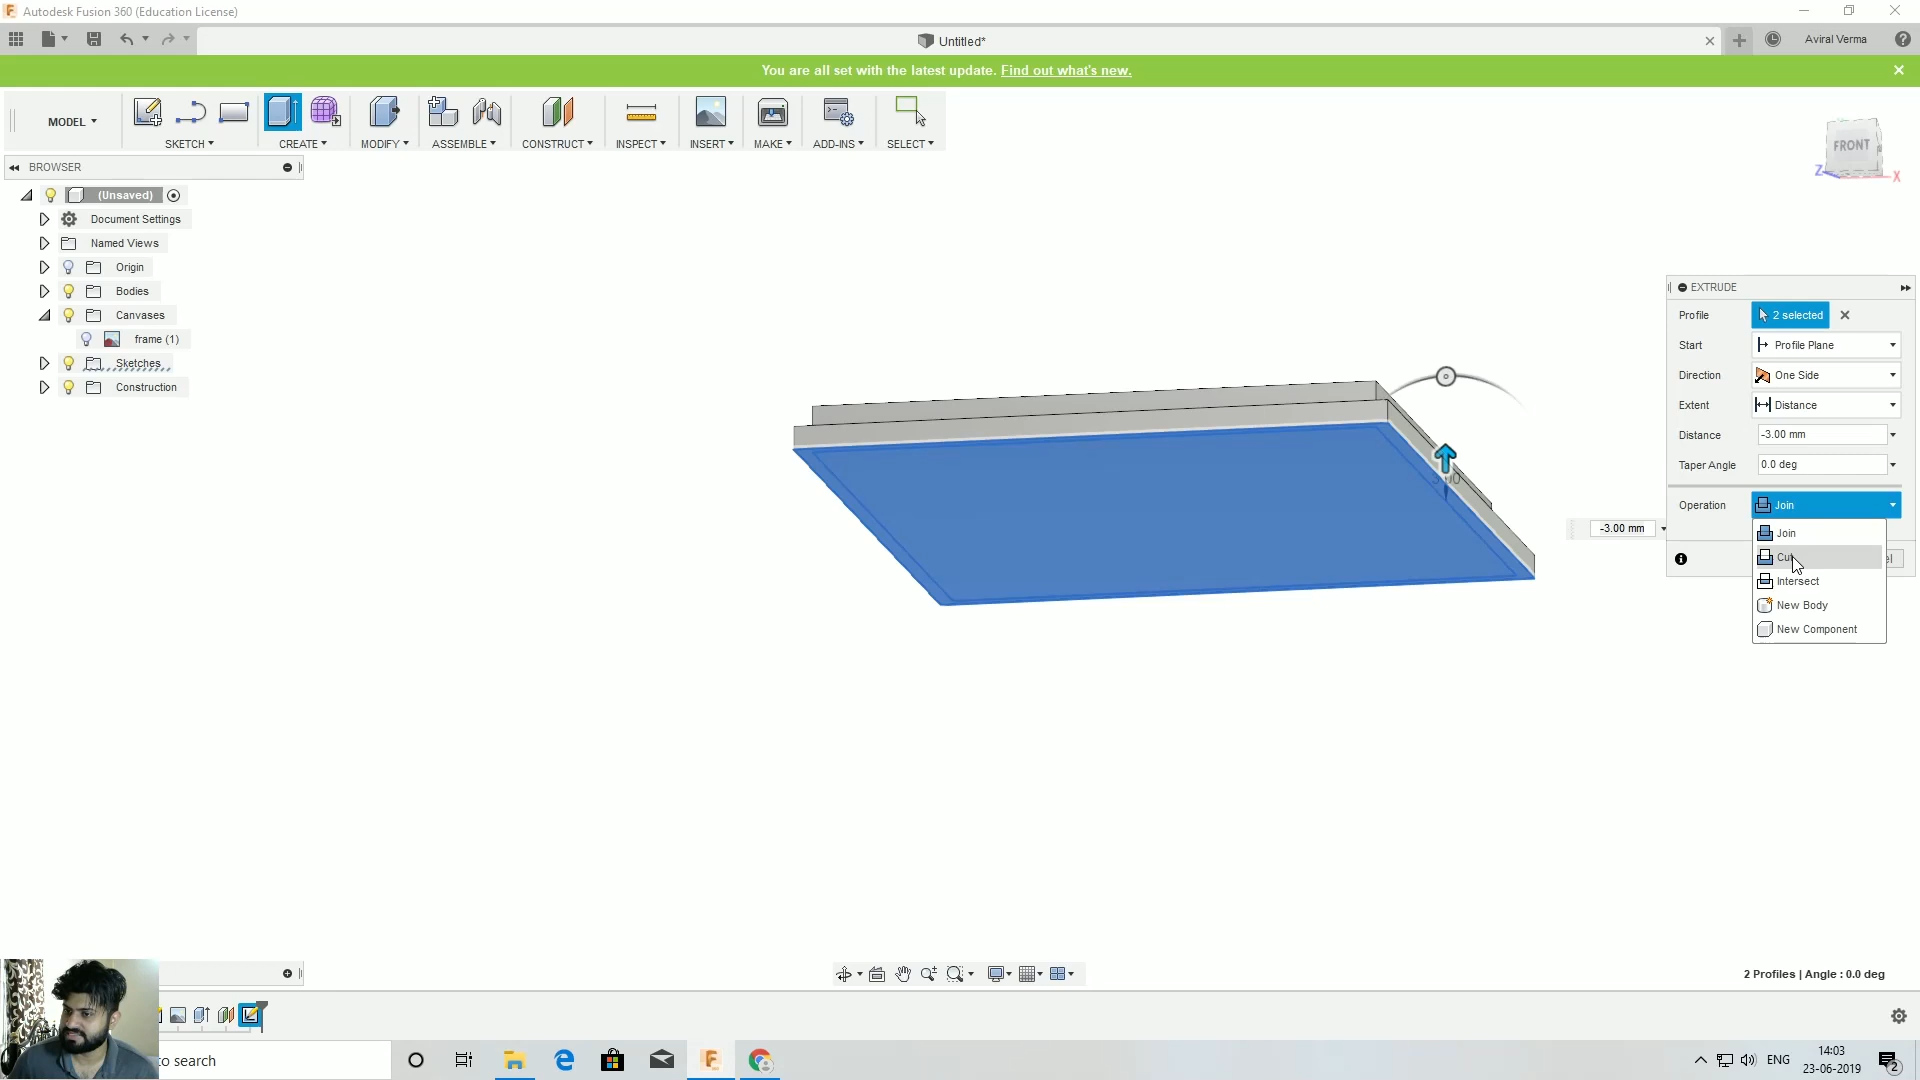 Autodesk Fusion 360 (Education License)
Untitled*
Aviral Verma
You are all set with the latest update. Find out what's new.
MODEL
SKETCH
CREATE
MODIFY
ASSEMBLE
CONSTRUCT
INSPECT
INSERT
MAKE
ADD-INS
SELECT
FRONT
Z
X
BROWSER
(Unsaved)
Document Settings
Named Views
Origin
Bodies
Canvases
frame (1)
Sketches
Construction
EXTRUDE
Profile
2 selected
Start
Profile Plane
Direction
One Side
Extent
Distance
Distance
-3.00 mm
Taper Angle
0.0 deg
Operation
Join
Join
Cut
Intersect
New Body
New Component
-3.00 mm
2 Profiles | Angle : 0.0 deg
to search
ENG
14:03
23-06-2019
2